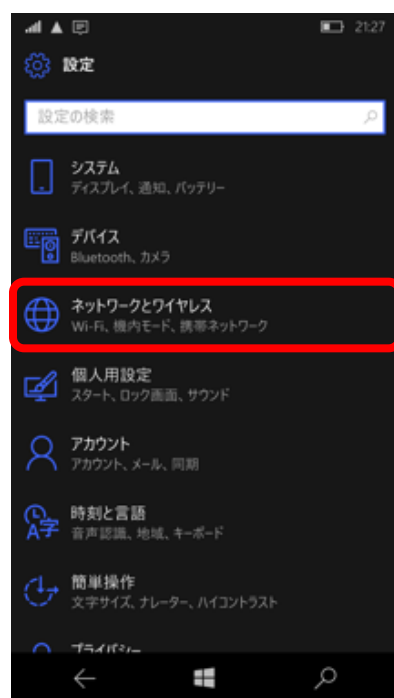 21:27
設定
設定の検索
システム
ディスプレイ、通知、バッテリー
デバイス
Bluetooth、カメラ
ネットワークとワイヤレス
Wi-Fi、機内モード、携帯ネットワーク
個人用設定
スタート、ロック画面、サウンド
アカウント
アカウント、メール、同期
時刻と言語
音声認識、地域、キーボード
簡単操作
文字サイズ、ナレーター、ハイコントラスト
プライバシー